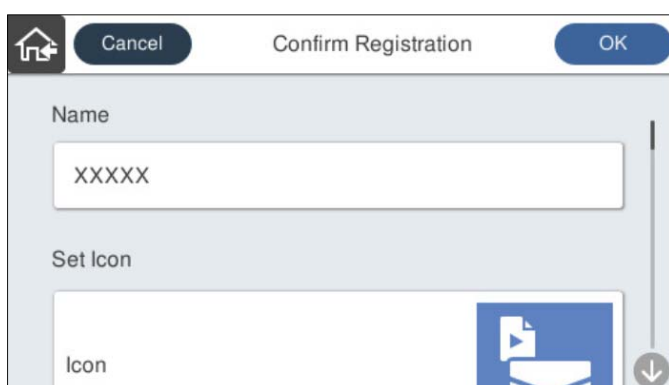 Cancel Confirm Registration OK
Name
XXXXX
Set Icon
Icon